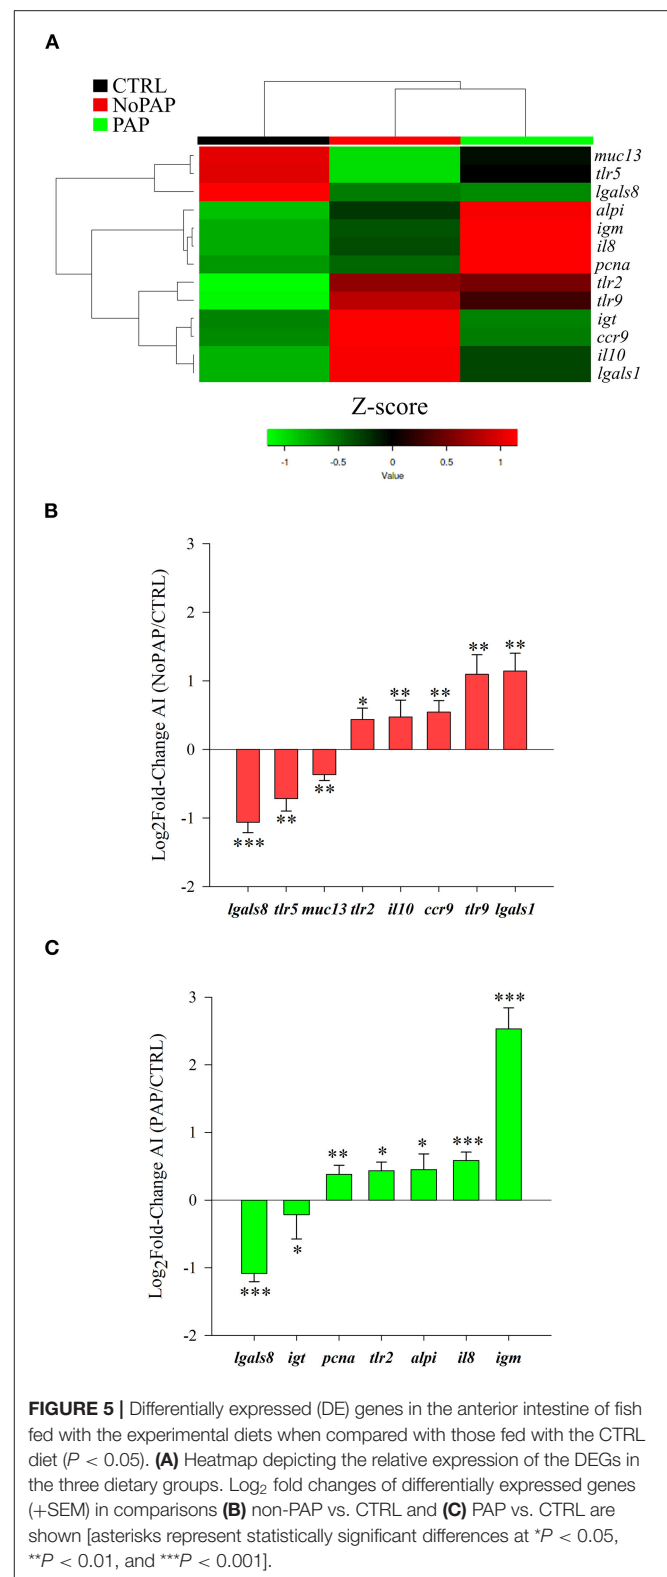 A
CTRL
NoPAP
PAP
muc13
tlr5
lgals8
alpi
igm
il8
pcna
tlr2
tlr9
igt
ccr9
il10
lgals1
Z-score
-1 -0.5 0 0.5 1
Value
B
Log2Fold-Change AI (NoPAP/CTRL)
3
2
1
0
-1
-2
*** ** ** * ** ** ** **
lgals8 tlr5 muc13 tlr2 il10 ccr9 tlr9 lgals1
C
Log2Fold-Change AI (PAP/CTRL)
3
2
1
0
-1
-2
*** * ** * * *** ***
lgals8 igt pcna tlr2 alpi il8 igm
FIGURE 5 | Differentially expressed (DE) genes in the anterior intestine of fish
fed with the experimental diets when compared with those fed with the CTRL
diet (P < 0.05). (A) Heatmap depicting the relative expression of the DEGs in
the three dietary groups. Log2 fold changes of differentially expressed genes
(+SEM) in comparisons (B) non-PAP vs. CTRL and (C) PAP vs. CTRL are
shown [asterisks represent statistically significant differences at *P < 0.05,
**P < 0.01, and ***P < 0.001].